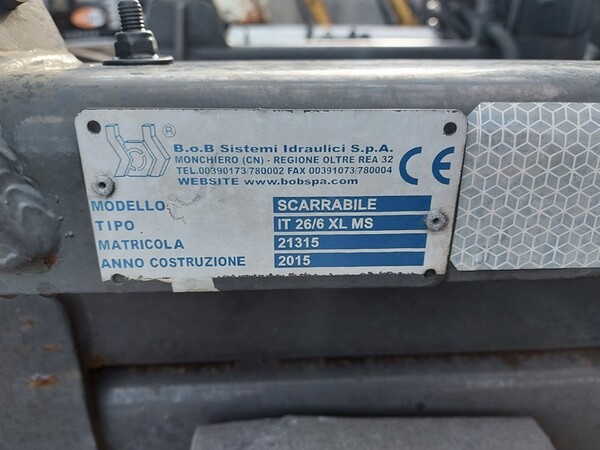 ®
B.o.B Sistemi Idraulici S.p.A.
MONCHIERO (CN) - REGIONE OLTRE REA 32
TEL.00390173/780002 FAX 00391073/780004
WEBSITE www.bobspa.com
CE
MODELLO SCARRABILE
TIPO IT 26/6 XL MS
MATRICOLA 21315
ANNO COSTRUZIONE 2015